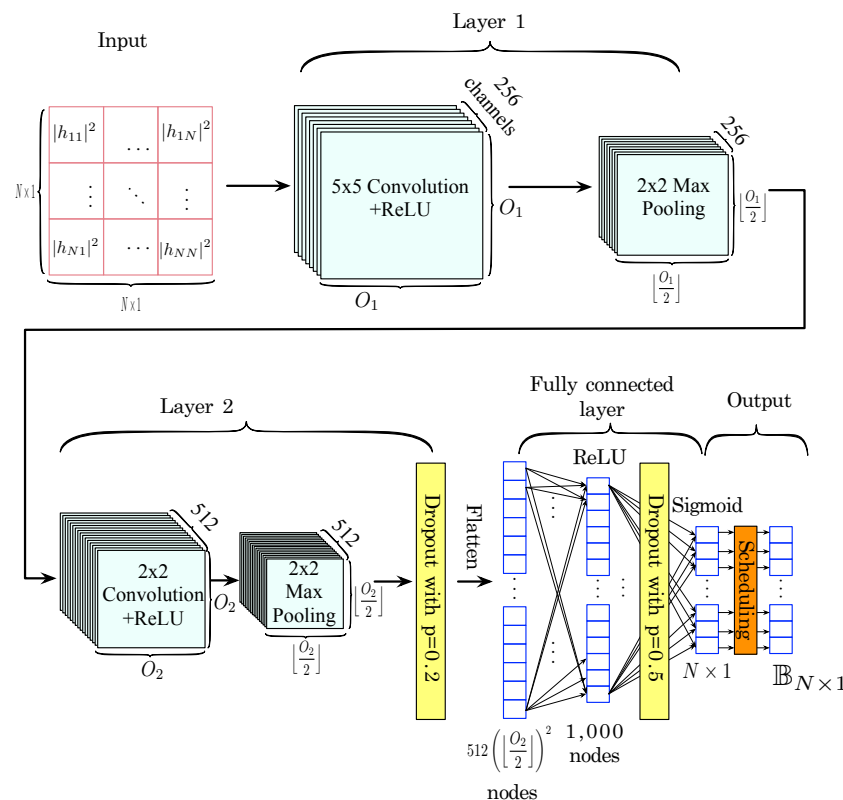 Input
Layer 1
|h₁₁|² ... |h₁N|²
⋮ ⋱ ⋮
|hN1|² ... |hNN|²
N×1
N×1
5x5 Convolution
+ReLU
256
channels
O₁
O₁
2x2 Max
Pooling
256
⌊O₁/2⌋
⌊O₁/2⌋
Layer 2
2x2
Convolution
+ReLU
512
O₂
O₂
2x2
Max
Pooling
512
⌊O₂/2⌋
⌊O₂/2⌋
Dropout with p=0.2
Flatten
Fully connected
layer
512(⌊O₂/2⌋)²
nodes
ReLU
1,000
nodes
Dropout with p=0.5
Sigmoid
N × 1
Output
Scheduling
𝔹N×1